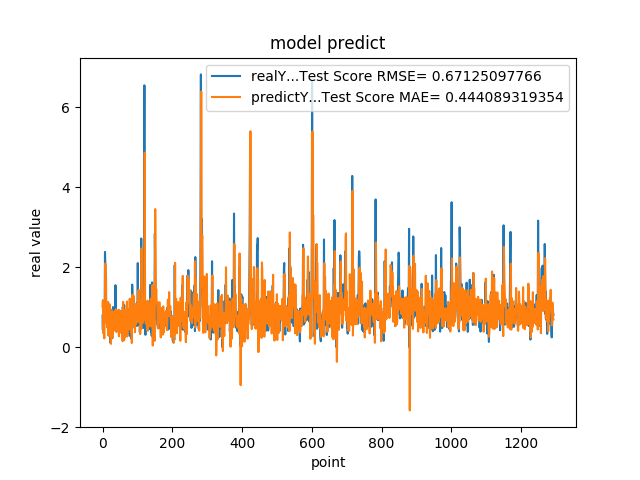 model predict
realY...Test Score RMSE= 0.67125097766
predictY...Test Score MAE= 0.444089319354
real value
6
4
2
0
−2
0 200 400 600 800 1000 1200
point